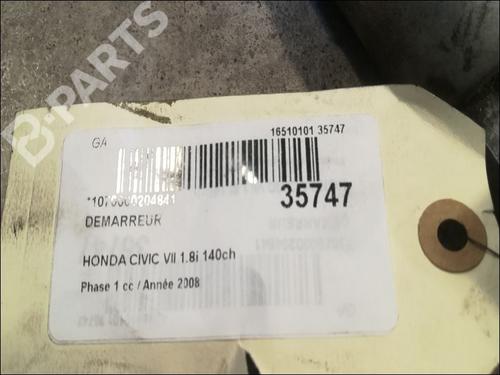 B-PARTS
GA
16510101 35747
35747
DEMARREUR
HONDA CIVIC VII 1.8i 140ch
Phase 1 cc / Année 2008